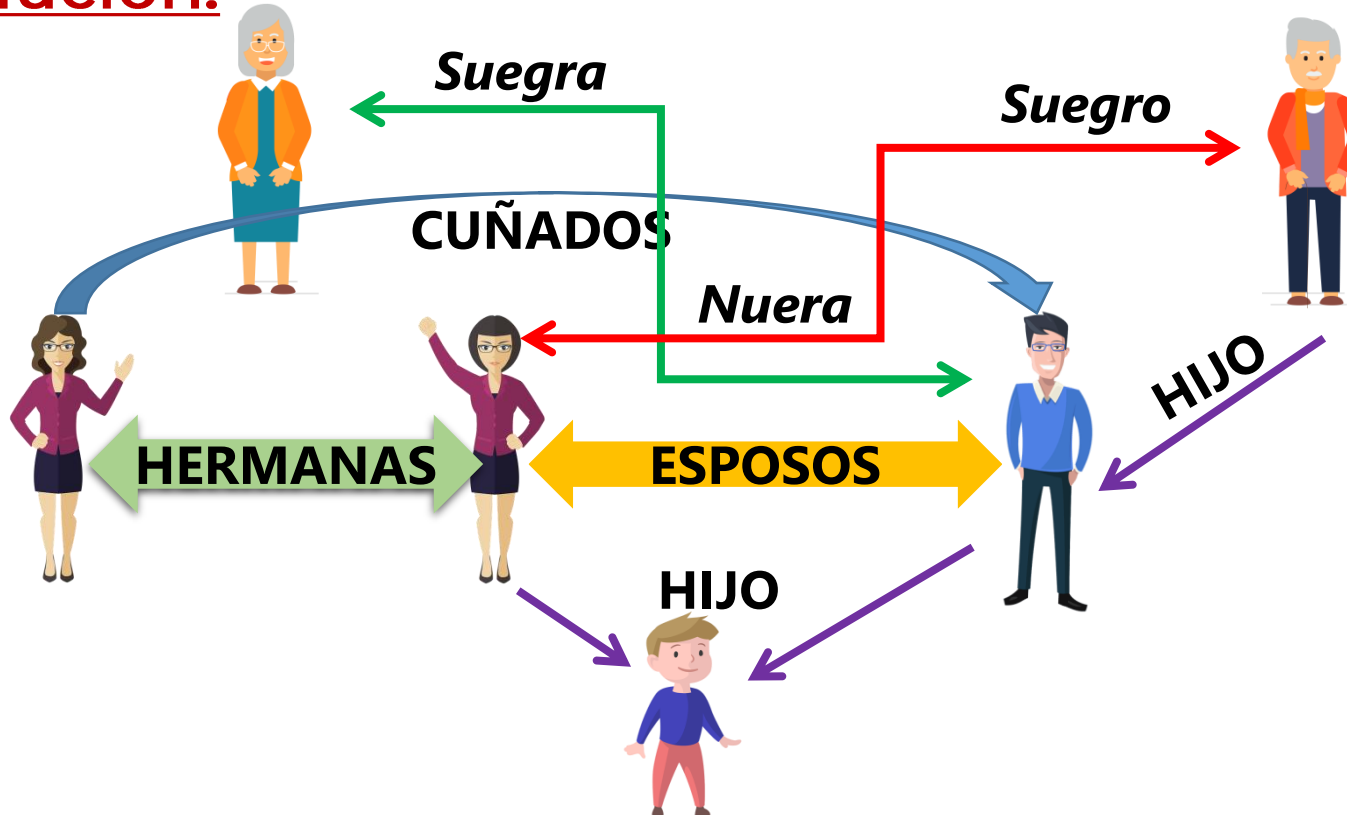 Suegra
Suegro
CUÑADOS
Nuera
HIJO
HERMANAS
ESPOSOS
HIJO